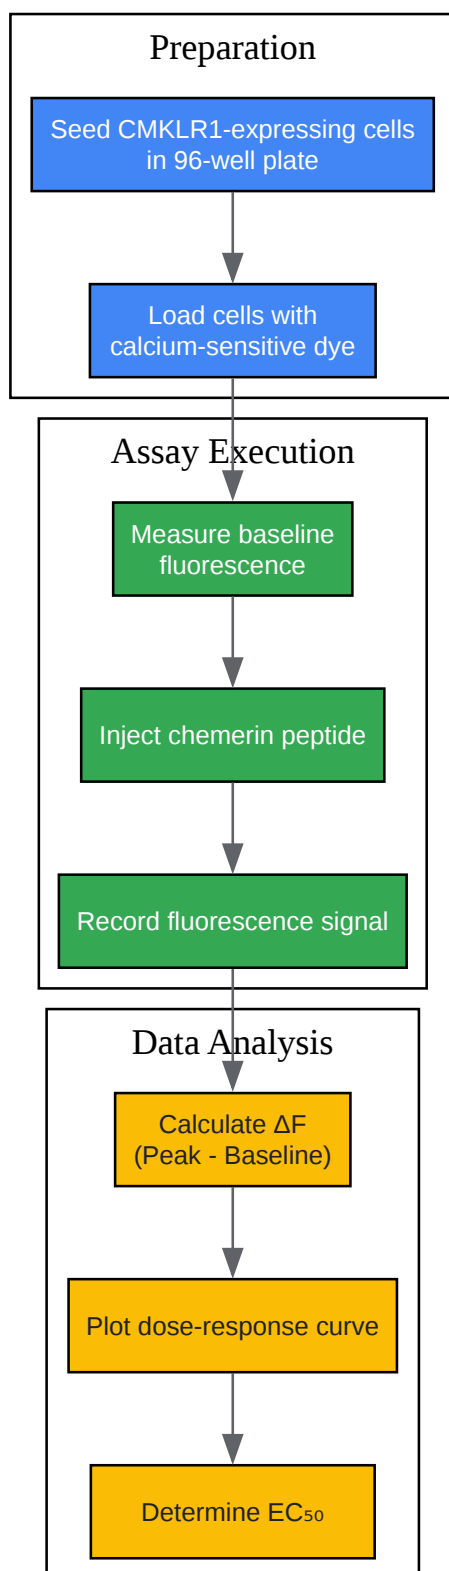 Preparation
Seed CMKLR1-expressing cells
in 96-well plate
Load cells with
calcium-sensitive dye
Assay Execution
Measure baseline
fluorescence
Inject chemerin peptide
Record fluorescence signal
Data Analysis
Calculate ΔF
(Peak - Baseline)
Plot dose-response curve
Determine EC₅₀